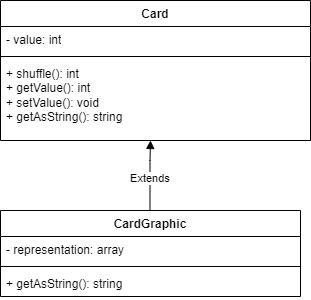 Card
- value: int
+ shuffle(): int
+ getValue(): int
+ setValue(): void
+ getAsString(): string
Extends
CardGraphic
- representation: array
+ getAsString(): string